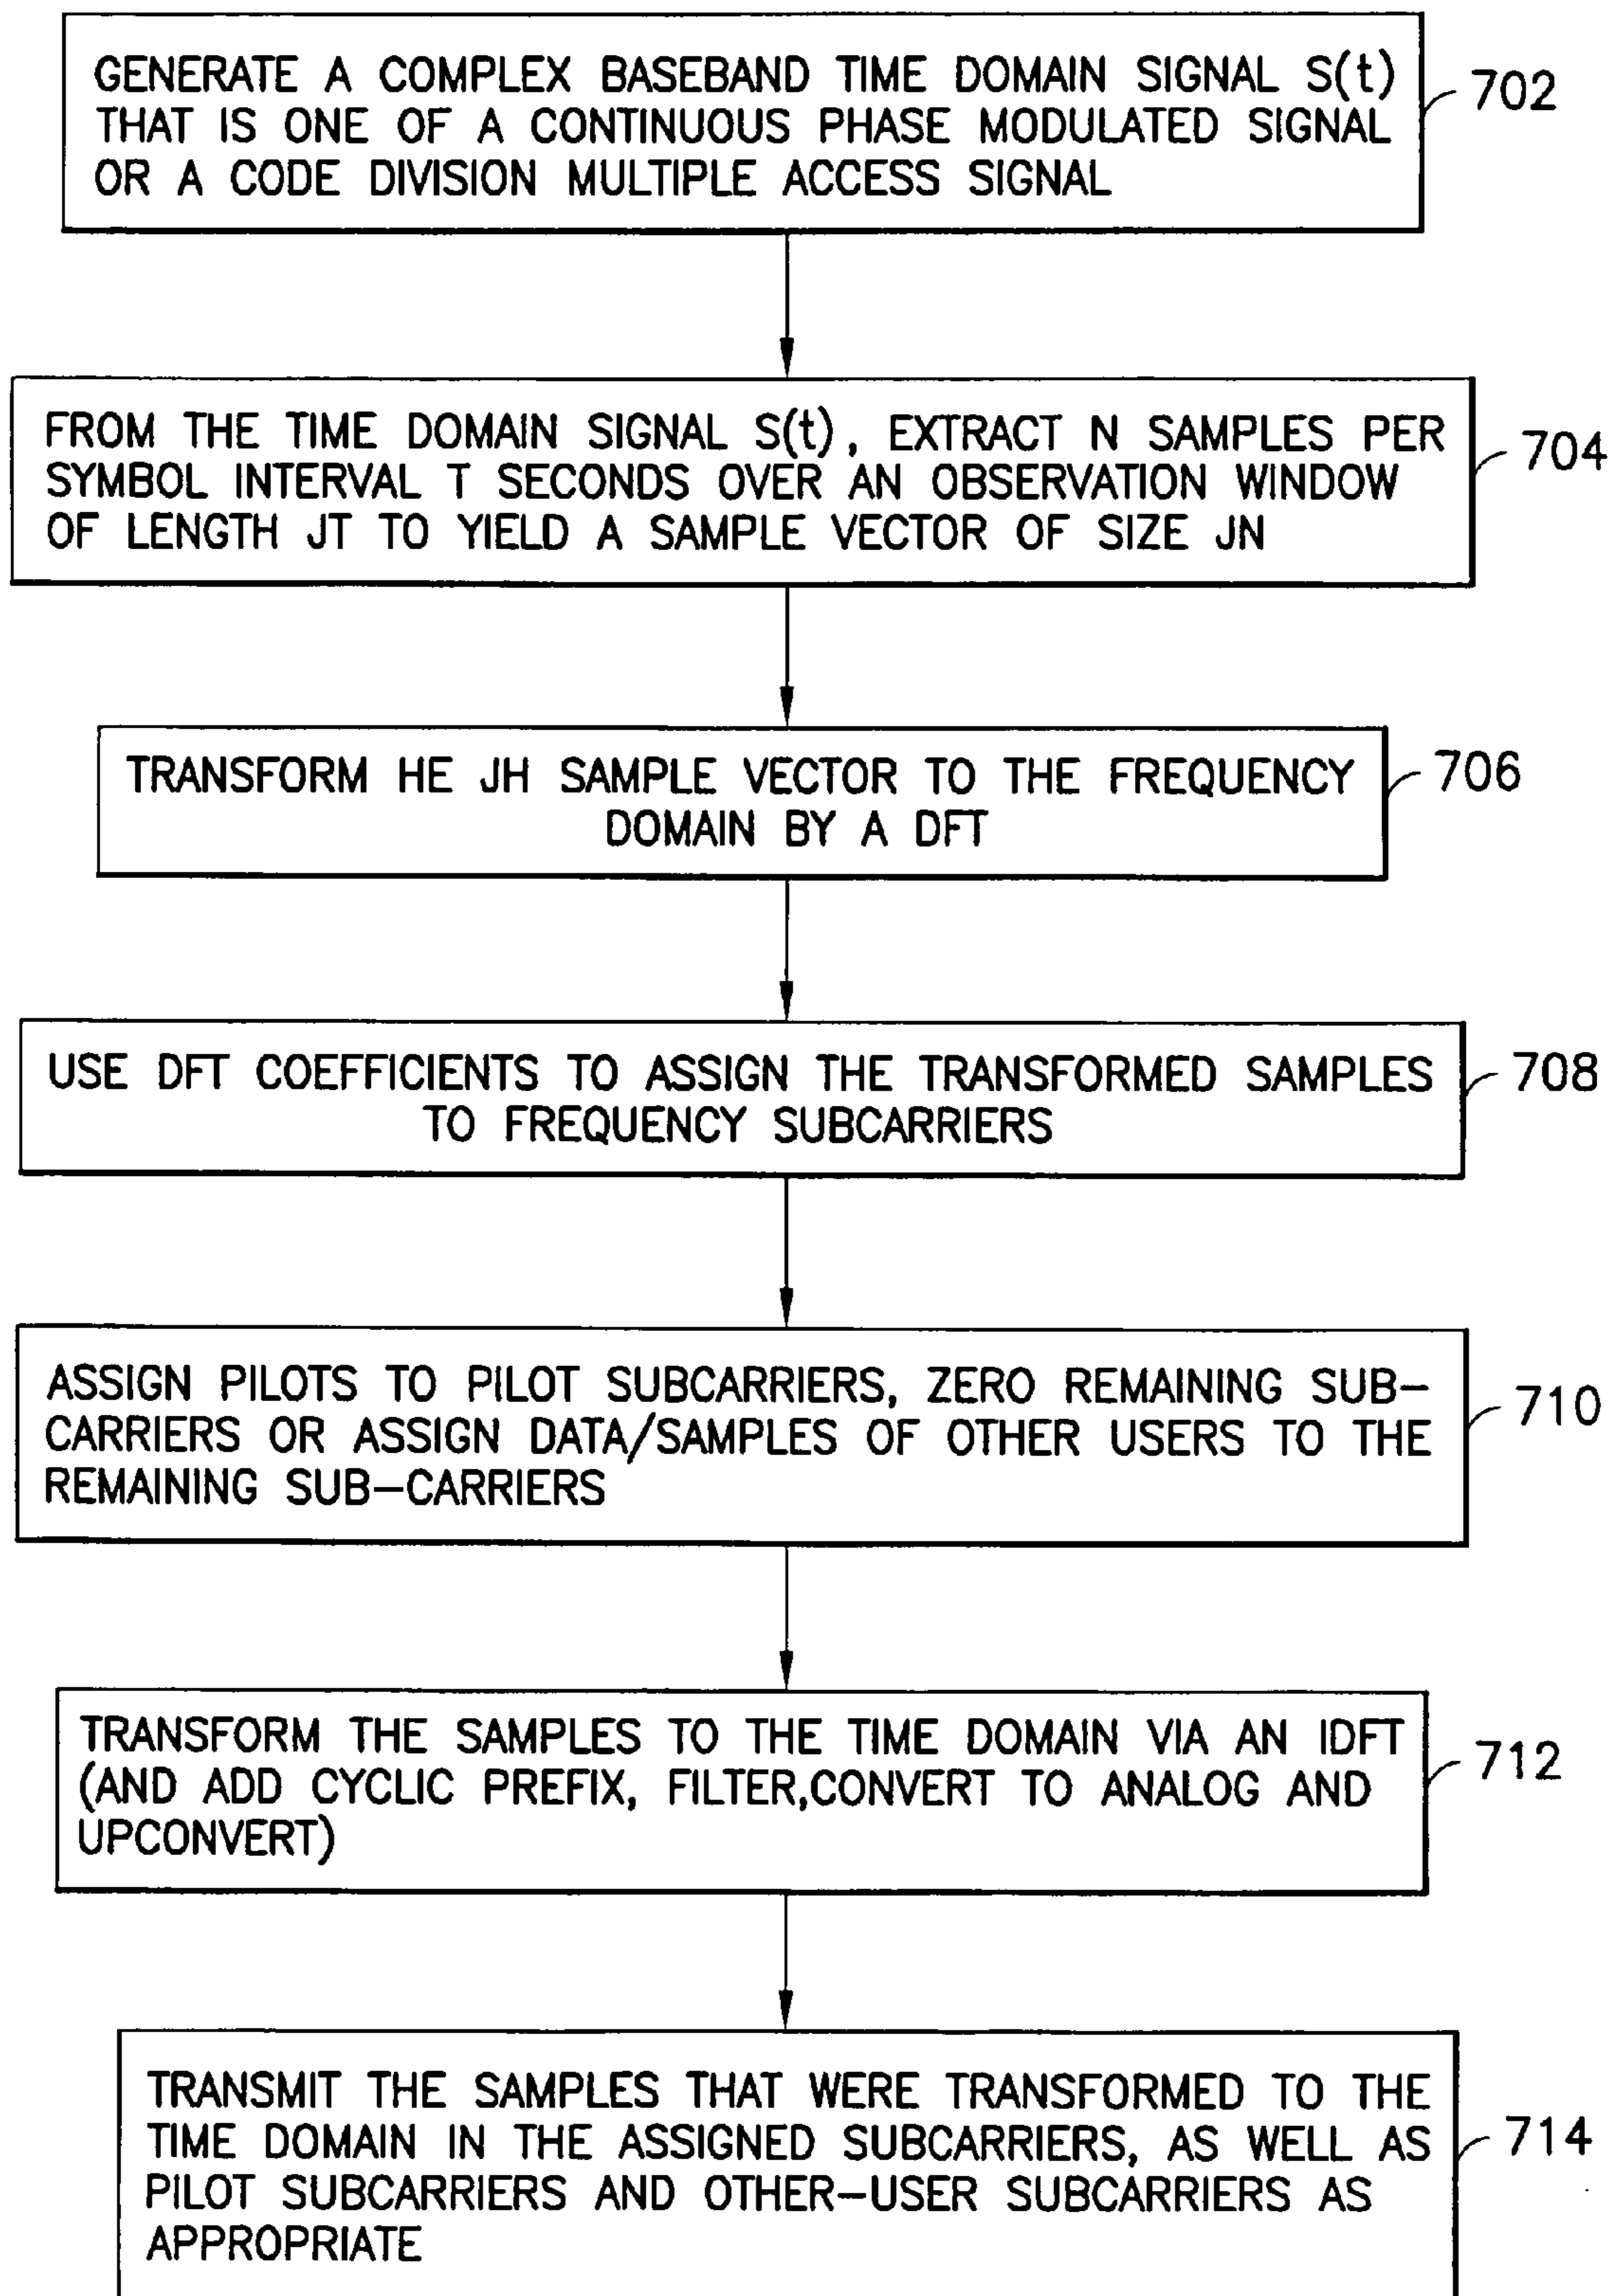 GENERATE A COMPLEX BASEBAND TIME DOMAIN SIGNAL S(t)
THAT IS ONE OF A CONTINUOUS PHASE MODULATED SIGNAL
OR A CODE DIVISION MULTIPLE ACCESS SIGNAL
702
FROM THE TIME DOMAIN SIGNAL S(t), EXTRACT N SAMPLES PER
SYMBOL INTERVAL T SECONDS OVER AN OBSERVATION WINDOW
OF LENGTH JT TO YIELD A SAMPLE VECTOR OF SIZE JN
704
TRANSFORM HE JH SAMPLE VECTOR TO THE FREQUENCY
DOMAIN BY A DFT
706
USE DFT COEFFICIENTS TO ASSIGN THE TRANSFORMED SAMPLES
TO FREQUENCY SUBCARRIERS
708
ASSIGN PILOTS TO PILOT SUBCARRIERS, ZERO REMAINING SUB-
CARRIERS OR ASSIGN DATA/SAMPLES OF OTHER USERS TO THE
REMAINING SUB-CARRIERS
710
TRANSFORM THE SAMPLES TO THE TIME DOMAIN VIA AN IDFT
(AND ADD CYCLIC PREFIX, FILTER,CONVERT TO ANALOG AND
UPCONVERT)
712
TRANSMIT THE SAMPLES THAT WERE TRANSFORMED TO THE
TIME DOMAIN IN THE ASSIGNED SUBCARRIERS, AS WELL AS
PILOT SUBCARRIERS AND OTHER-USER SUBCARRIERS AS
APPROPRIATE
714